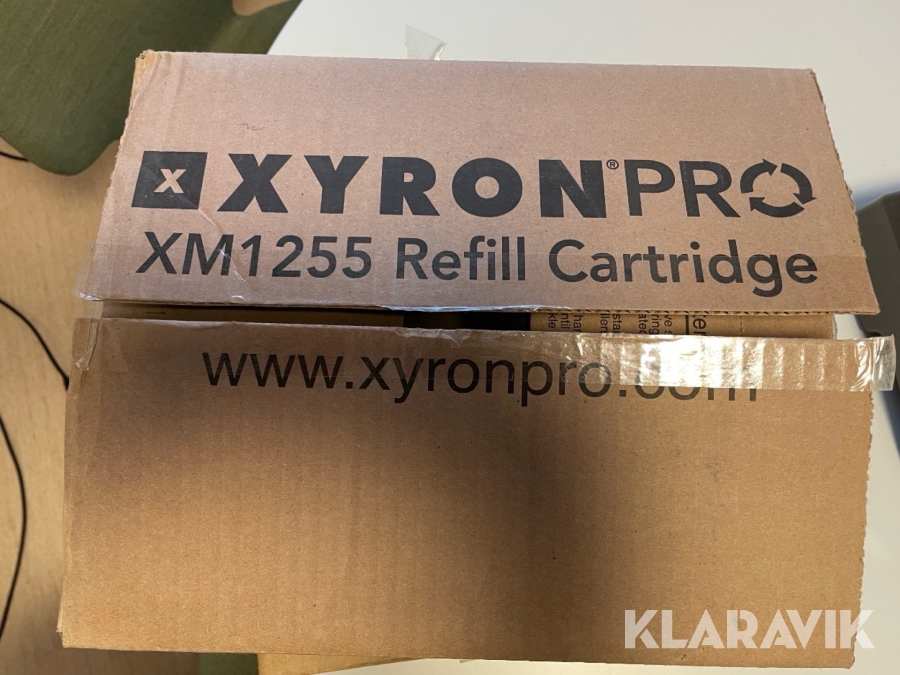 X XYRON® PRO
XM1255 Refill Cartridge
www.xyronpro.com
KLARAVIK